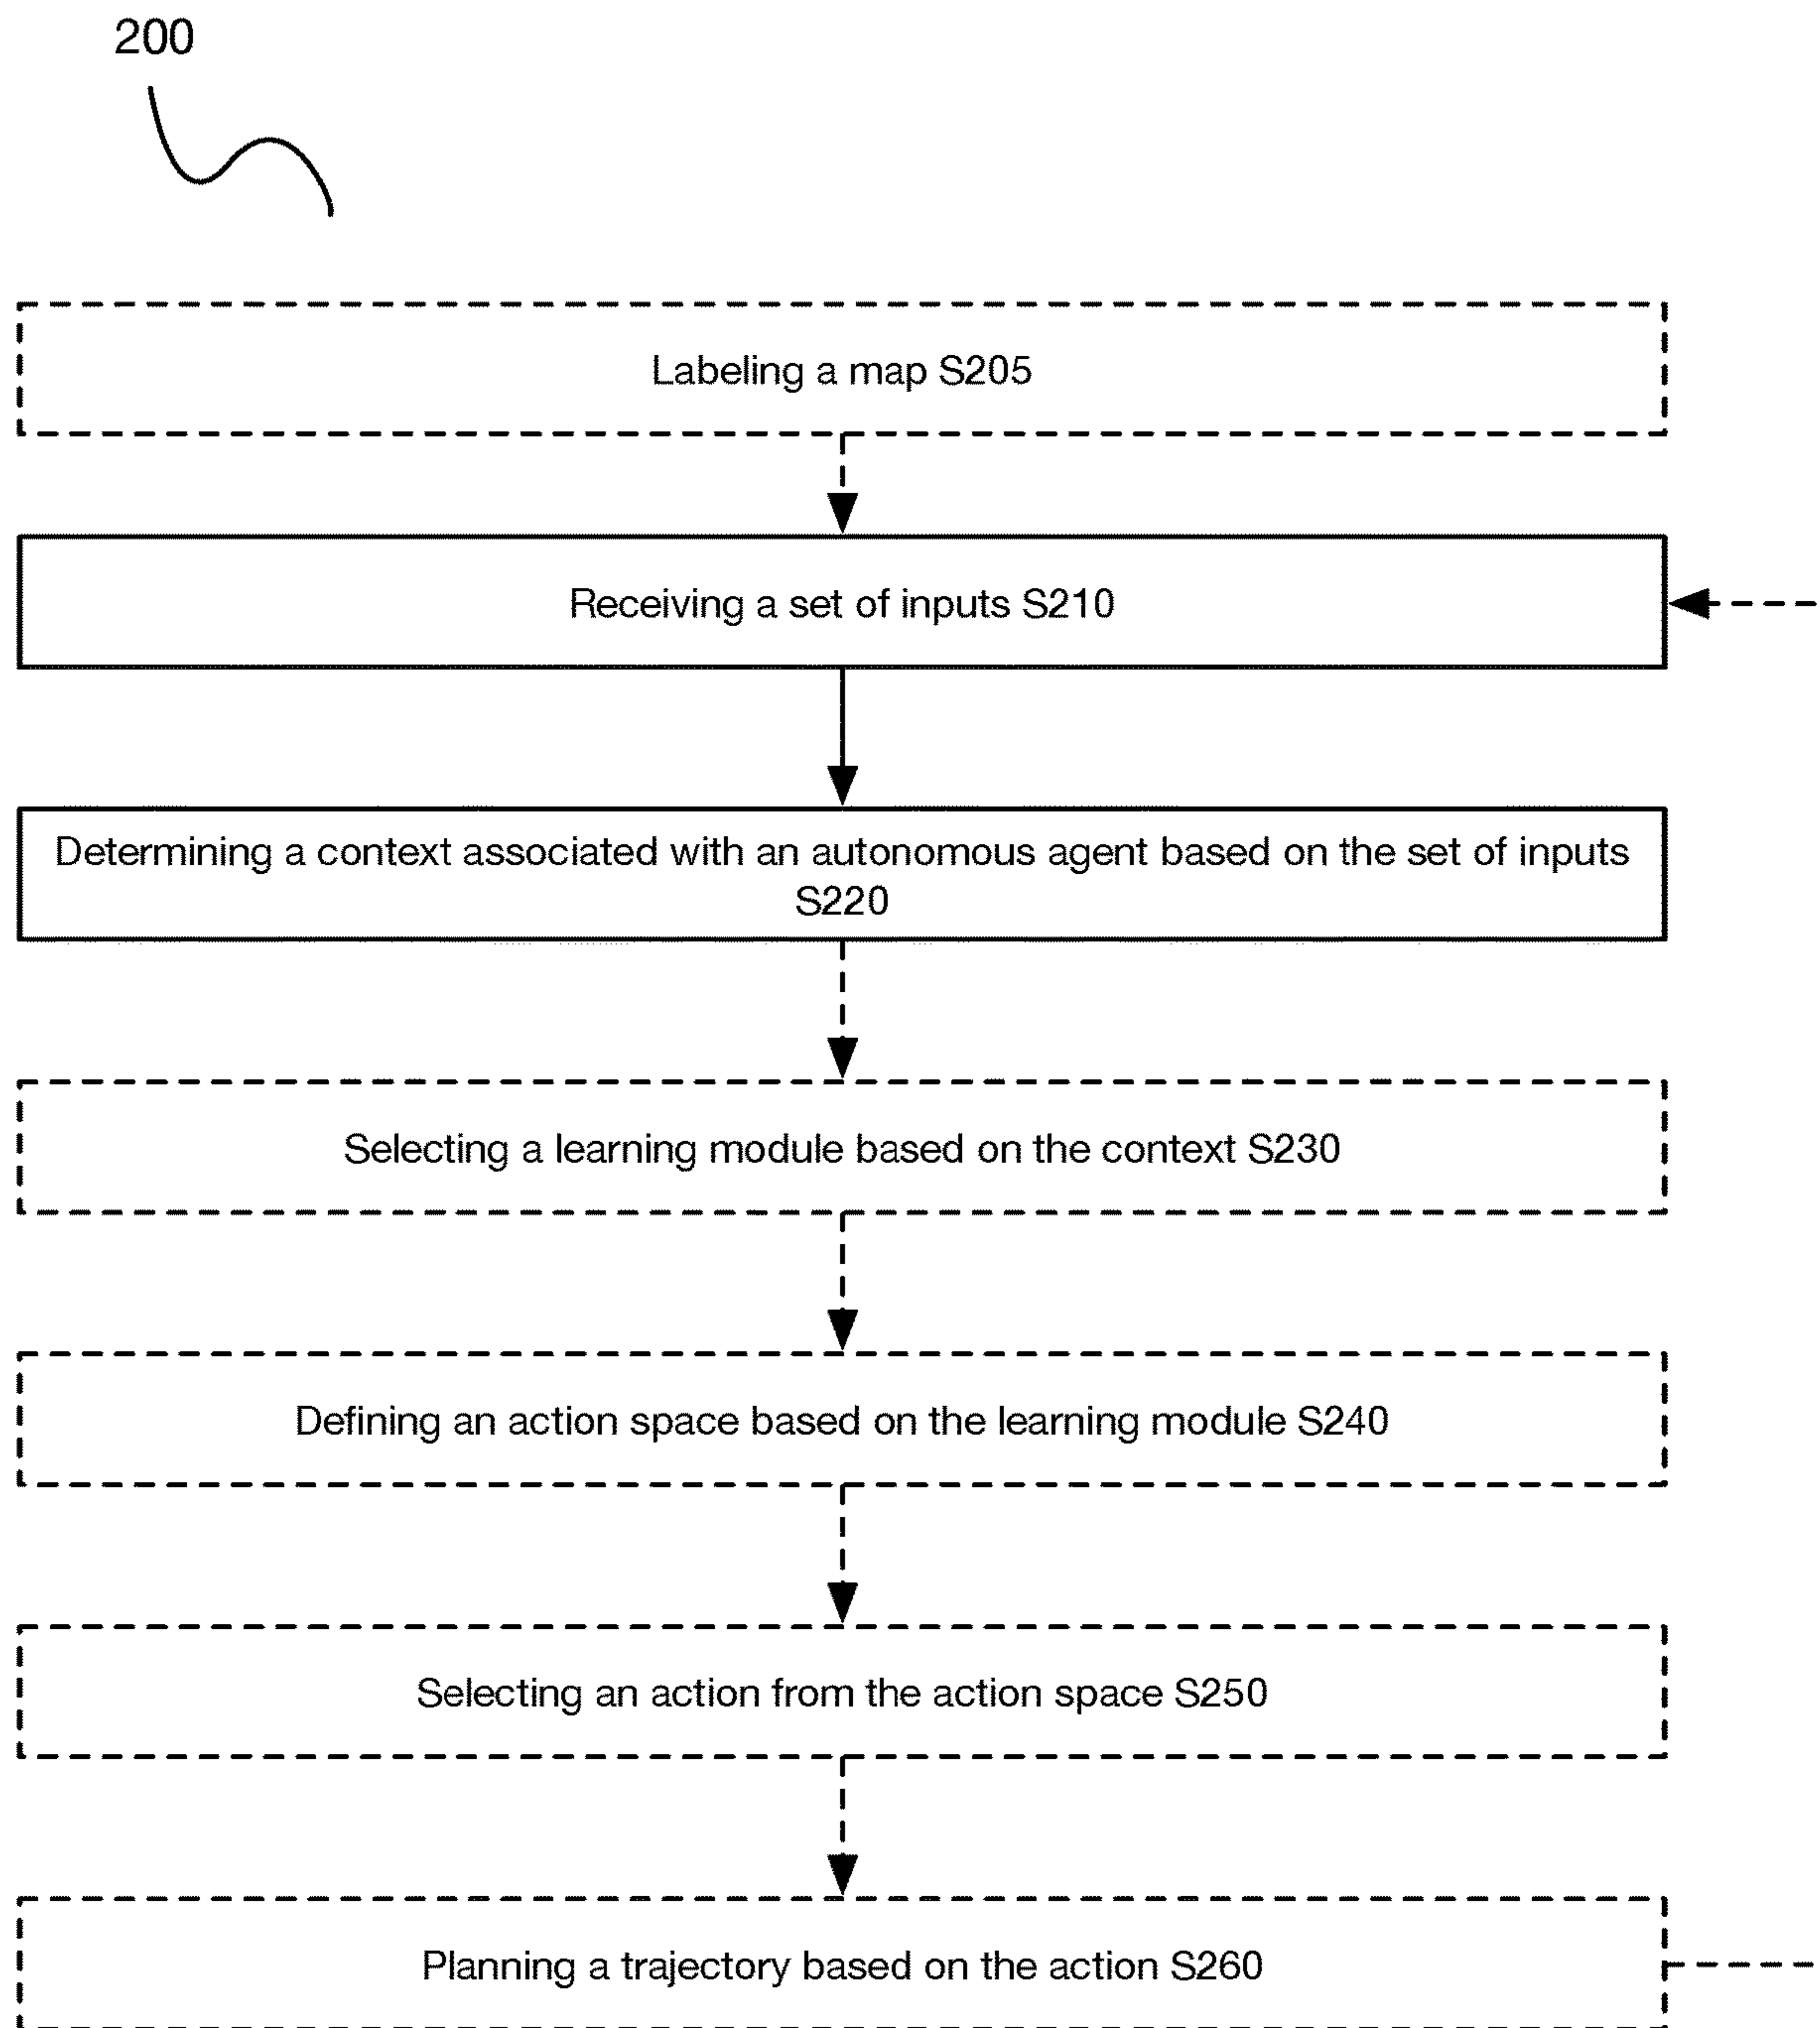 200
Labeling a map S205
Receiving a set of inputs S210
Determining a context associated with an autonomous agent based on the set of inputs
S220
Selecting a learning module based on the context S230
Defining an action space based on the learning module S240
Selecting an action from the action space S250
Planning a trajectory based on the action S260